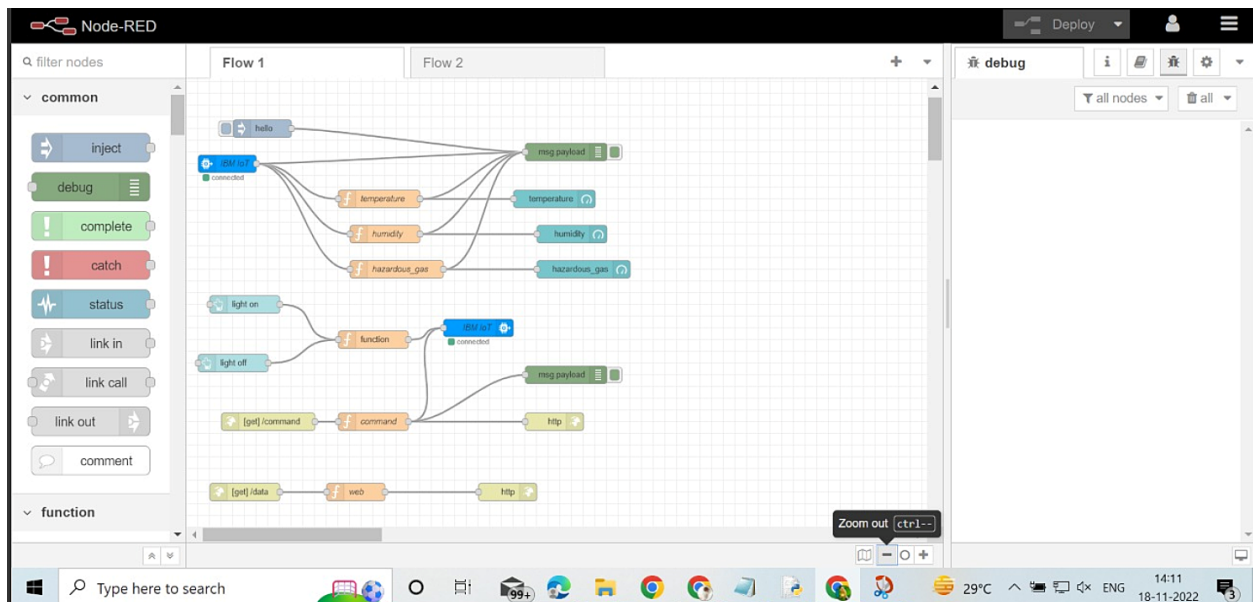 Node-RED
Deploy
filter nodes
Flow 1
Flow 2
debug
i
all nodes
all
common
inject
debug
complete
catch
status
link in
link call
link out
comment
function
hello
msg.payload
IBM IoT
connected
temperature
temperature
humidity
humidity
hazardous_gas
hazardous_gas
light on
function
IBM IoT
connected
light off
msg.payload
[get] /command
command
http
[get] /data
web
http
Zoom out ctrl--
Type here to search
99+
29°C
ENG
14:11
18-11-2022
3